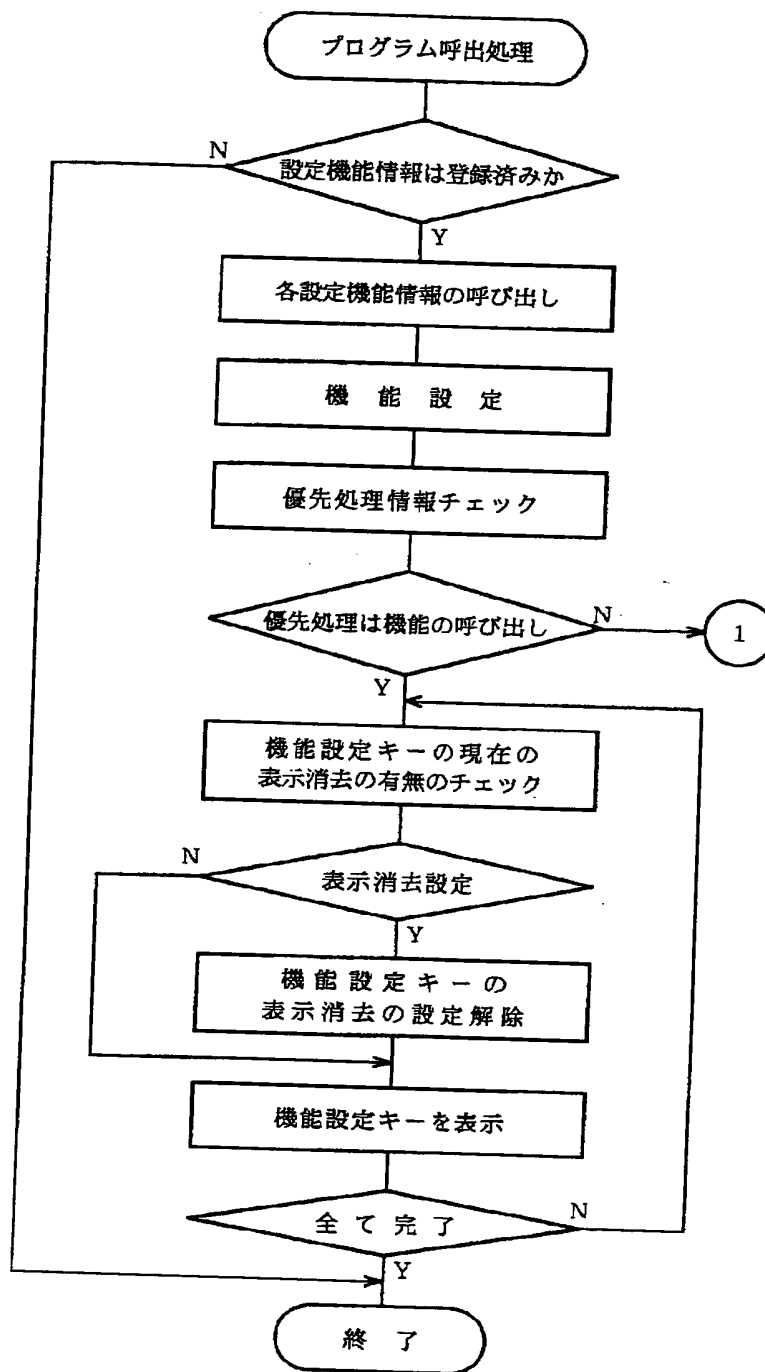 プログラム呼出処理
N
設定機能情報は登録済みか
Y
各設定機能情報の呼び出し
機能設定
優先処理情報チェック
優先処理は機能の呼び出し
N
1
Y
機能設定キーの現在の
表示消去の有無のチェック
N
表示消去設定
Y
機能設定キーの
表示消去の設定解除
機能設定キーを表示
全て完了
N
Y
終了